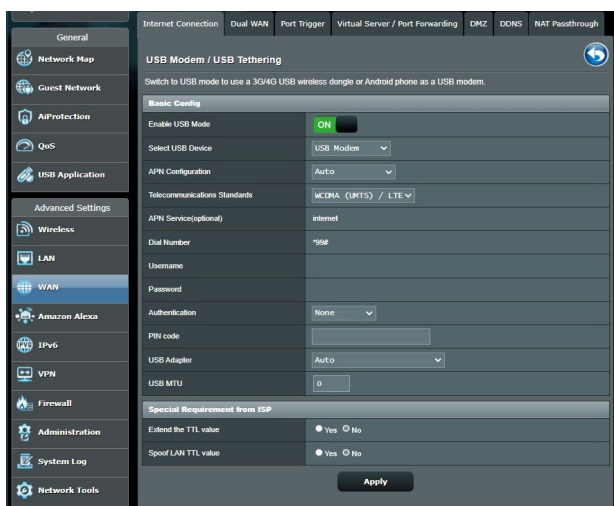 Internet Connection Dual WAN Port Trigger Virtual Server / Port Forwarding DMZ DDNS NAT Passthrough
General
Network Map
Guest Network
AiProtection
QoS
USB Application
Advanced Settings
Wireless
LAN
WAN
Amazon Alexa
IPv6
VPN
Firewall
Administration
System Log
Network Tools
USB Modem / USB Tethering
Switch to USB mode to use a 3G/4G USB wireless dongle or Android phone as a USB modem.
Basic Config
Enable USB Mode ON
Select USB Device USB Modem
APN Configuration Auto
Telecommunications Standards WCDMA (UMTS) / LTE
APN Service(optional) internet
Dial Number *99#
Username
Password
Authentication None
PIN code
USB Adapter Auto
USB MTU 0
Special Requirement from ISP
Extend the TTL value Yes No
Spoof LAN TTL value Yes No
Apply